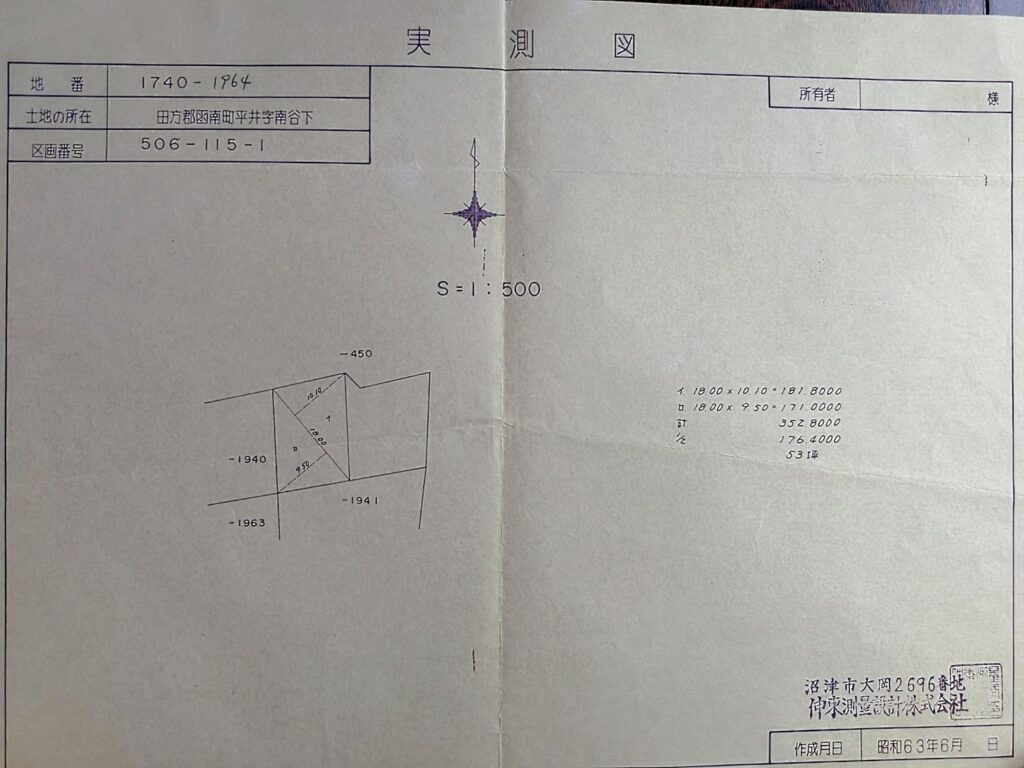 実測図
地番 1740-1964
土地の所在 田方郡函南町平井字南谷下
区画番号 506-115-1
所有者 様
S=1:500
-450
10.10
イ
18.00
ロ
9.50
-1940
-1941
-1963
イ. 18.00 x 10.10 = 181.8000
ロ. 18.00 x 9.50 = 171.0000
計. 352.8000
1/2 176.4000
53坪
沼津市大岡2696番地
伸東測量設計株式会社
作成月日 昭和63年6月 日